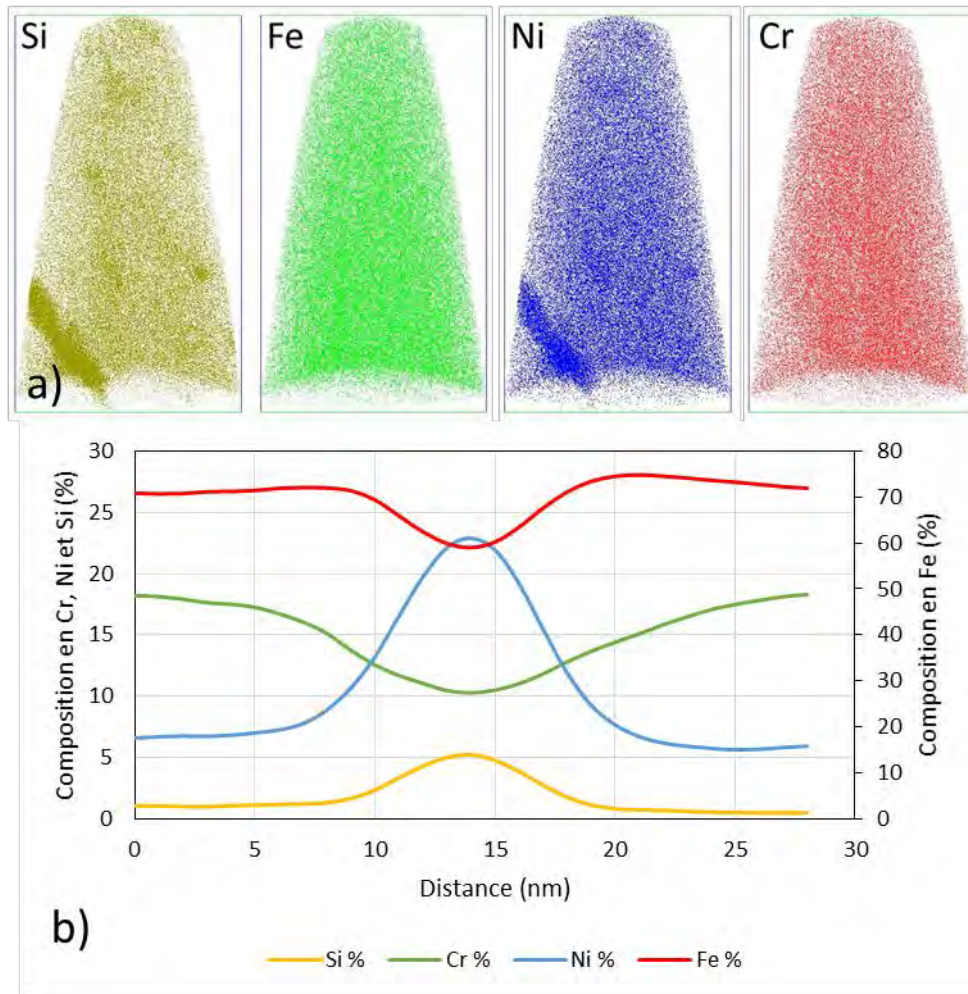 Si Fe Ni Cr
a)
Composition en Cr, Ni et Si (%)
30
25
20
15
10
5
0
80
70
60
50
40
30
20
10
0
Composition en Fe (%)
0 5 10 15 20 25 30
Distance (nm)
b)
Si % Cr % Ni % Fe %